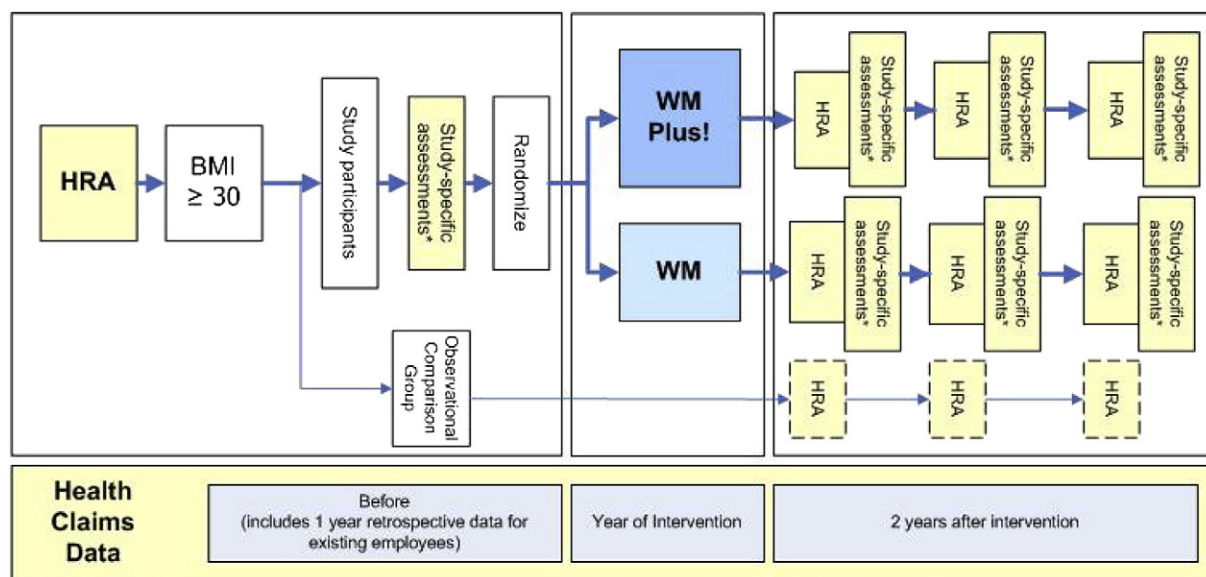 HRA
BMI
≥ 30
Study participants
Study-specific
assessments*
Randomize
Observational
Comparison
Group
WM
Plus!
WM
HRA
Study-specific
assessments*
HRA
Study-specific
assessments*
HRA
Study-specific
assessments*
HRA
Study-specific
assessments*
HRA
Study-specific
assessments*
HRA
Study-specific
assessments*
HRA
HRA
HRA
Health
Claims
Data
Before
(includes 1 year retrospective data for
existing employees)
Year of Intervention
2 years after intervention